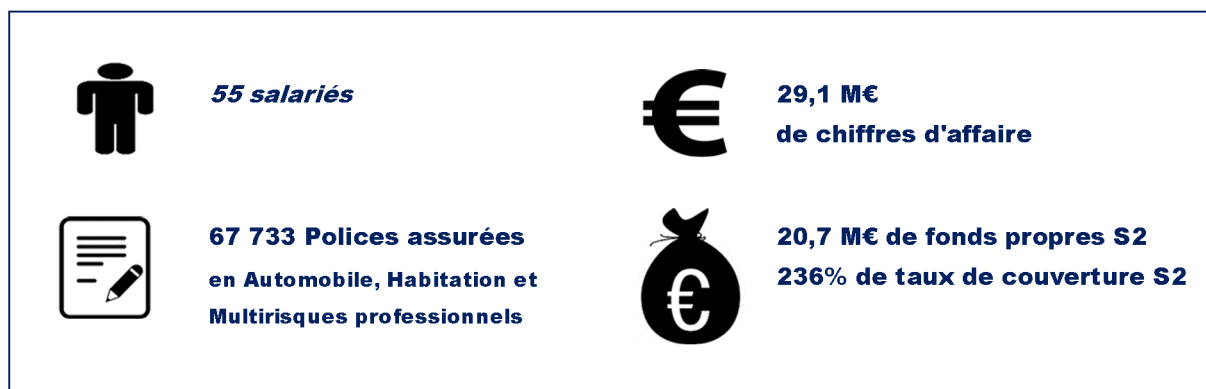 55 salariés
29,1 M€
de chiffres d'affaire
67 733 Polices assurées
en Automobile, Habitation et
Multirisques professionnels
20,7 M€ de fonds propres S2
236% de taux de couverture S2